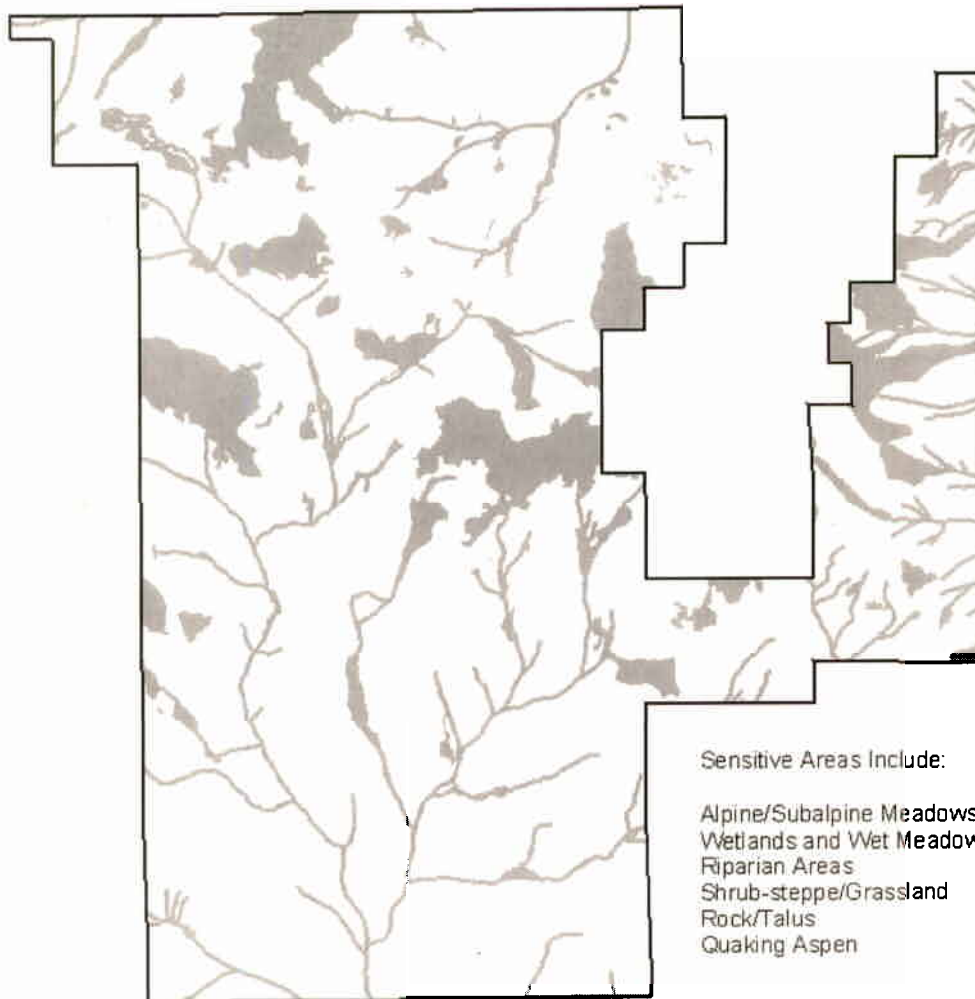 Sensitive Areas Include:
Alpine/Subalpine Meadows
Wetlands and Wet Meadow
Riparian Areas
Shrub-steppe/Grassland
Rock/Talus
Quaking Aspen